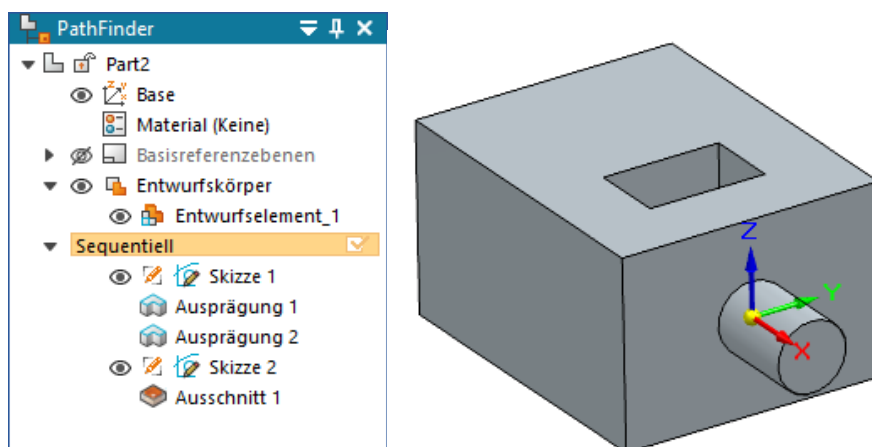 PathFinder
Part2
Base
Material (Keine)
Basisreferenzebenen
Entwurfskörper
Entwurfselement_1
Sequentiell
Skizze 1
Ausprägung 1
Ausprägung 2
Skizze 2
Ausschnitt 1
Z
Y
X